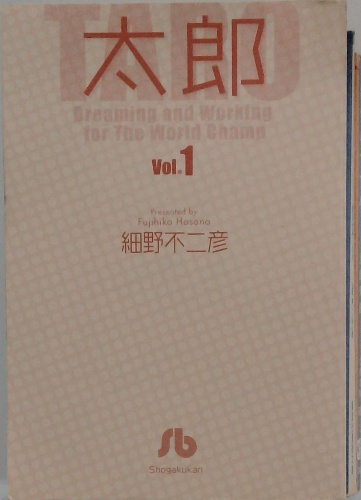 TARO
太郎
Dreaming and Working
for The World Champ
Vol.1
Presented by
Fujihiko Hosono
細野不二彦
Sb
Shogakukan